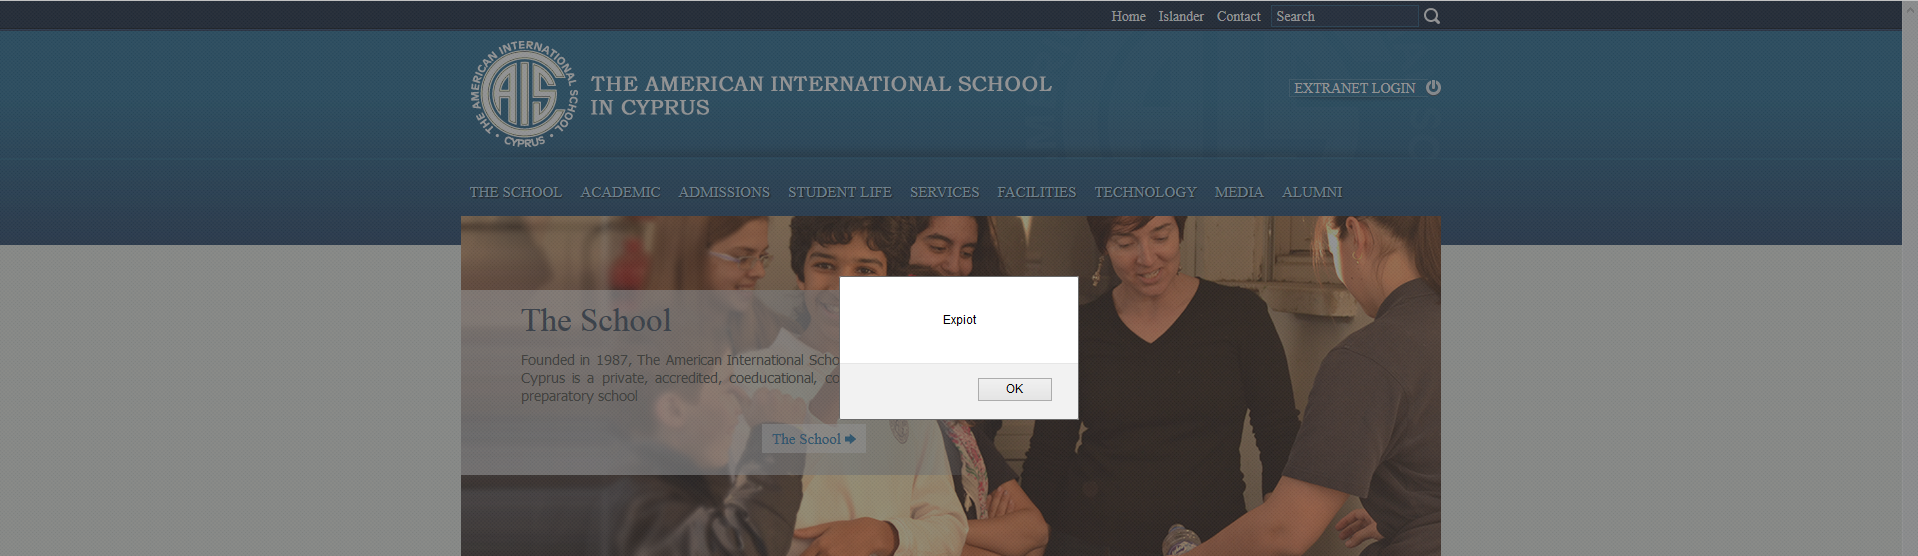 Home Islander Contact Search
THE AMERICAN INTERNATIONAL SCHOOL · CYPRUS ·
AIS
THE AMERICAN INTERNATIONAL SCHOOL
IN CYPRUS
EXTRANET LOGIN
THE SCHOOL ACADEMIC ADMISSIONS STUDENT LIFE SERVICES FACILITIES TECHNOLOGY MEDIA ALUMNI
The School
Founded in 1987, The American International Scho
Cyprus is a private, accredited, coeducational, co
preparatory school
The School
Expiot
OK